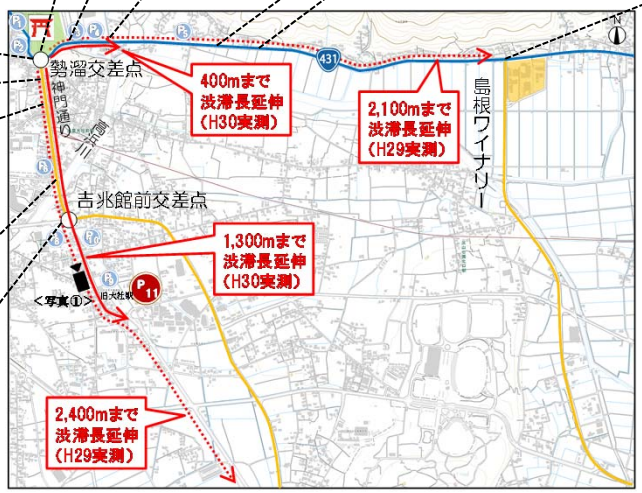 P
P
P
P
N
431
勢溜交差点
神門通り
高浜川
400mまで
渋滞長延伸
(H30実測)
2,100mまで
渋滞長延伸
(H29実測)
島根ワイナリー
吉兆館前交差点
1,300mまで
渋滞長延伸
(H30実測)
<写真①>
旧大社駅
P
11
2,400mまで
渋滞長延伸
(H29実測)